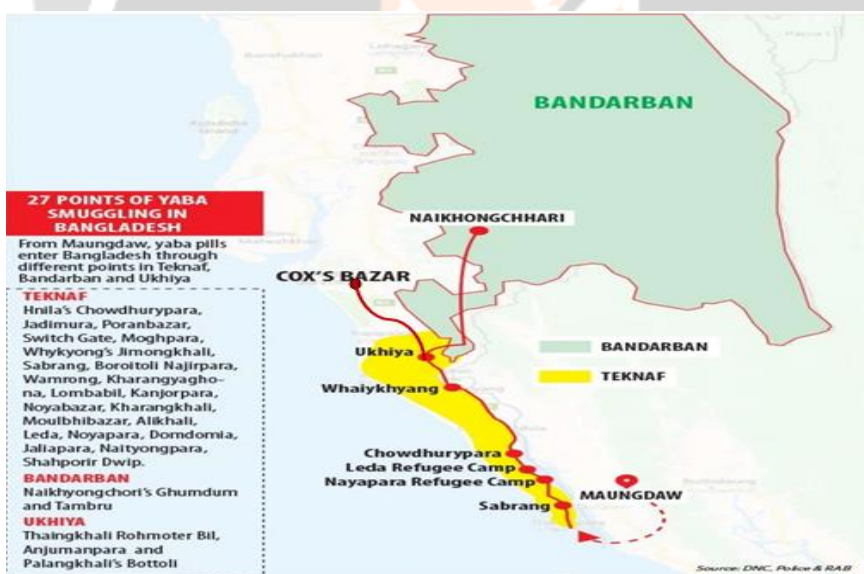 BANDARBAN
NAIKHONGCHHARI
27 POINTS OF YABA
SMUGGLING IN
BANGLADESH
From Maungdaw, yaba pills
enter Bangladesh through
different points in Teknaf,
Bandarban and Ukhiya
TEKNAF
Hnila's Chowdhurypara,
Jadimura, Poranbazar,
Switch Gate, Moghpara,
Whykyong's Jimongkhali,
Sabrang, Boroitoli Najirpara,
Wamrong, Kharangyagho-
na, Lombabil, Kanjorpara,
Noyabazar, Kharangkhali,
Moulbhibazar, Alikhali,
Leda, Noyapara, Domdomia,
Jaliapara, Naityongpara,
Shahporir Dwip.
BANDARBAN
Naikhyongchori's Ghumdum
and Tambru
UKHIYA
Thaingkhali Rohmoter Bil,
Anjumanpara and
Palangkhali's Bottoli
COX'S BAZAR
Ukhiya
Whaiykhyang
Chowdhurypara
Leda Refugee Camp
Nayapara Refugee Camp
Sabrang
BANDARBAN
TEKNAF
MAUNGDAW
Source: DNC, Police & RAB